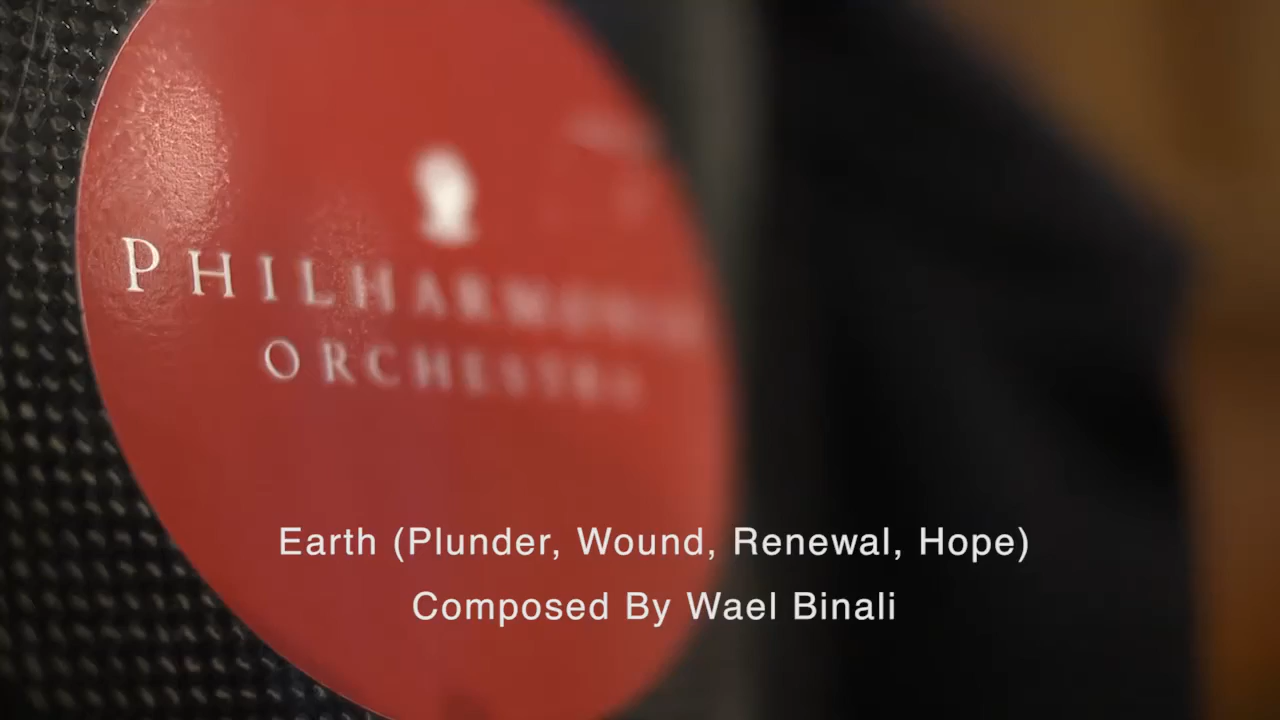 PHILHARMONIA
ORCHESTRA
Earth (Plunder, Wound, Renewal, Hope)
Composed By Wael Binali